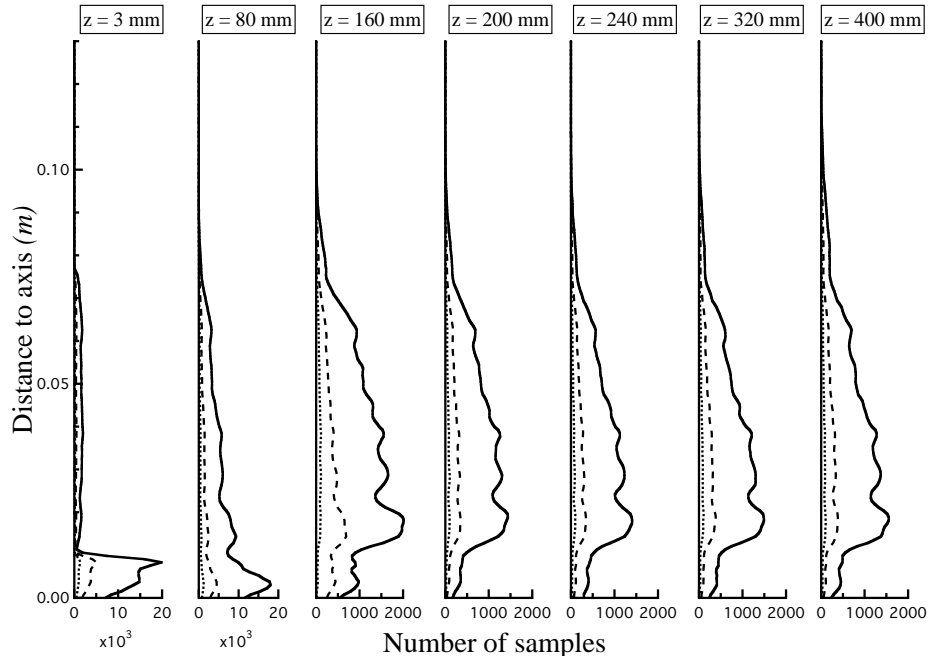 z = 3 mm z = 80 mm z = 160 mm z = 200 mm z = 240 mm z = 320 mm z = 400 mm
0.10
0.05
0.00
Distance to axis (m)
0 10 20 0 10 20 0 1000 2000 0 1000 2000 0 1000 2000 0 1000 2000 0 1000 2000
x10³ x10³
Number of samples